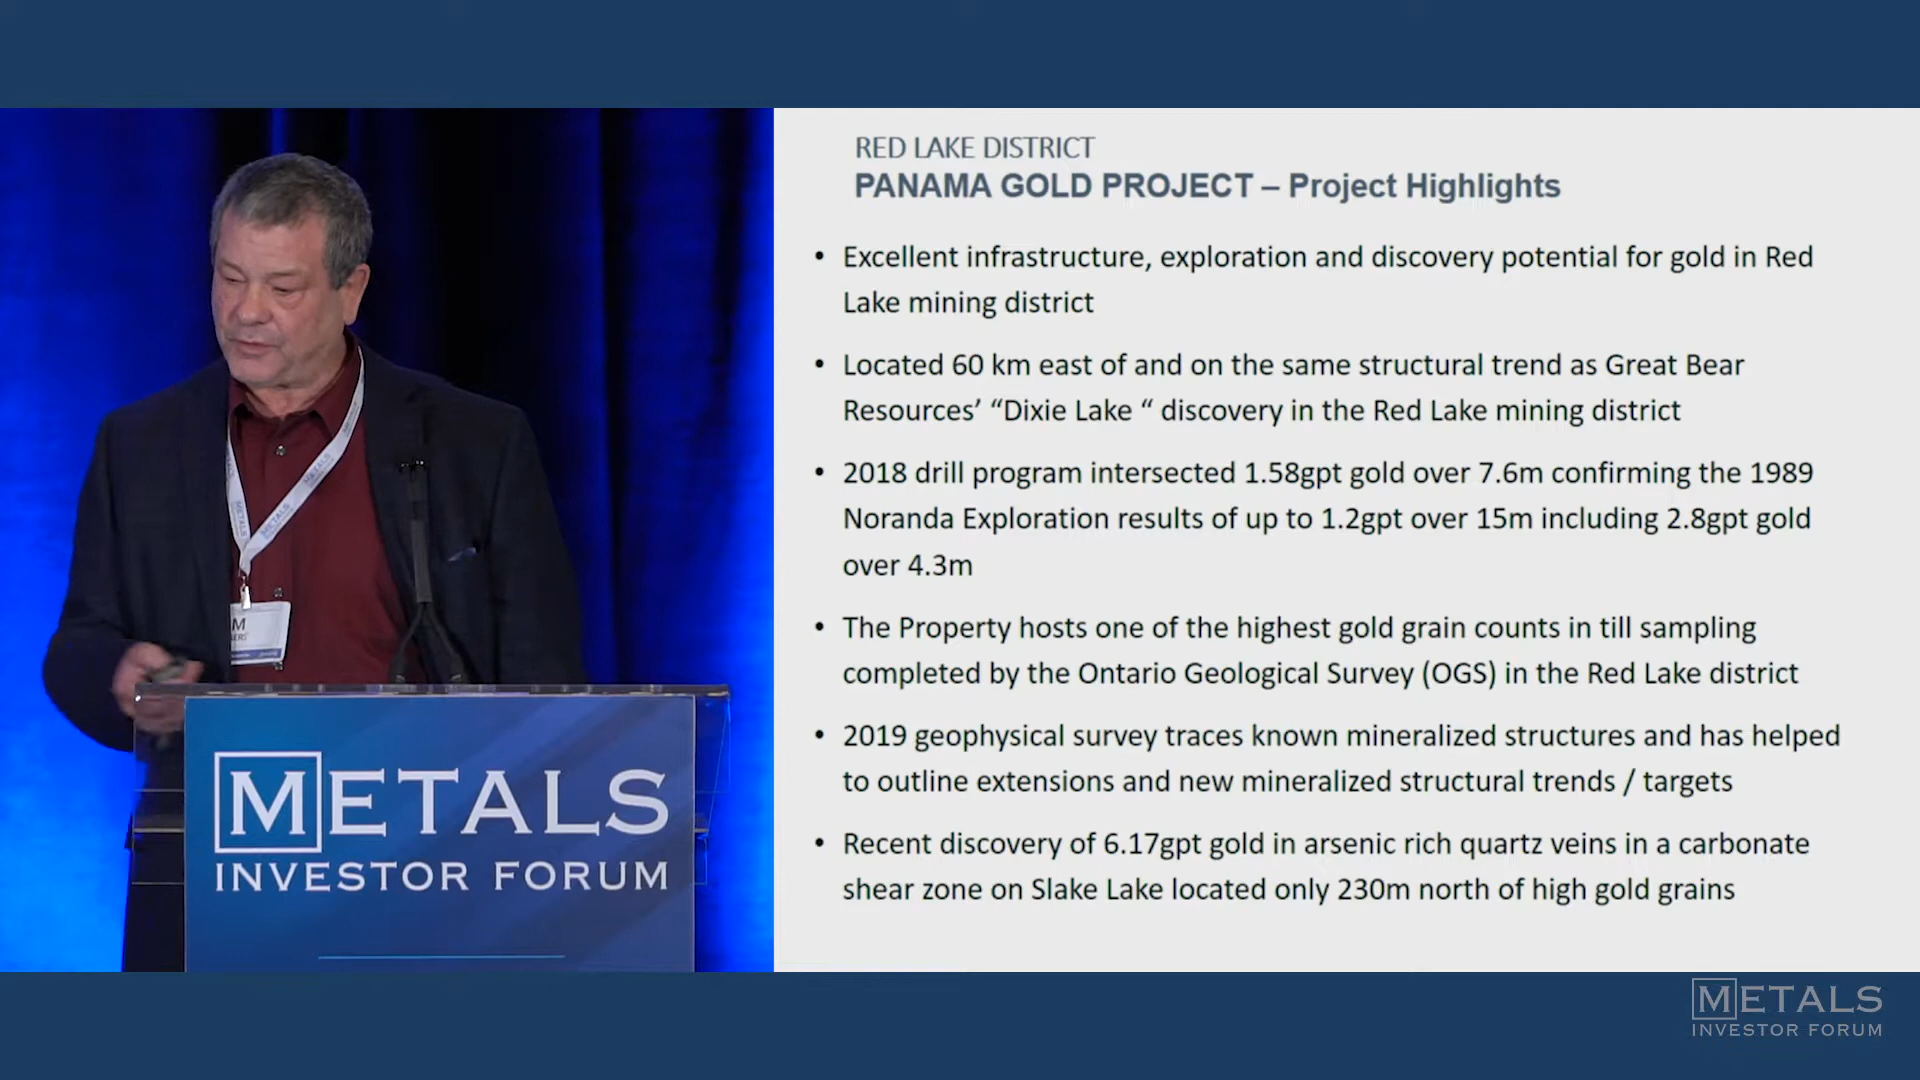 RED LAKE DISTRICT
PANAMA GOLD PROJECT – Project Highlights
• Excellent infrastructure, exploration and discovery potential for gold in Red
Lake mining district
• Located 60 km east of and on the same structural trend as Great Bear
Resources’ “Dixie Lake “ discovery in the Red Lake mining district
• 2018 drill program intersected 1.58gpt gold over 7.6m confirming the 1989
Noranda Exploration results of up to 1.2gpt over 15m including 2.8gpt gold
over 4.3m
• The Property hosts one of the highest gold grain counts in till sampling
completed by the Ontario Geological Survey (OGS) in the Red Lake district
• 2019 geophysical survey traces known mineralized structures and has helped
to outline extensions and new mineralized structural trends / targets
• Recent discovery of 6.17gpt gold in arsenic rich quartz veins in a carbonate
shear zone on Slake Lake located only 230m north of high gold grains
METALS
INVESTOR FORUM
METALS
INVESTOR FORUM